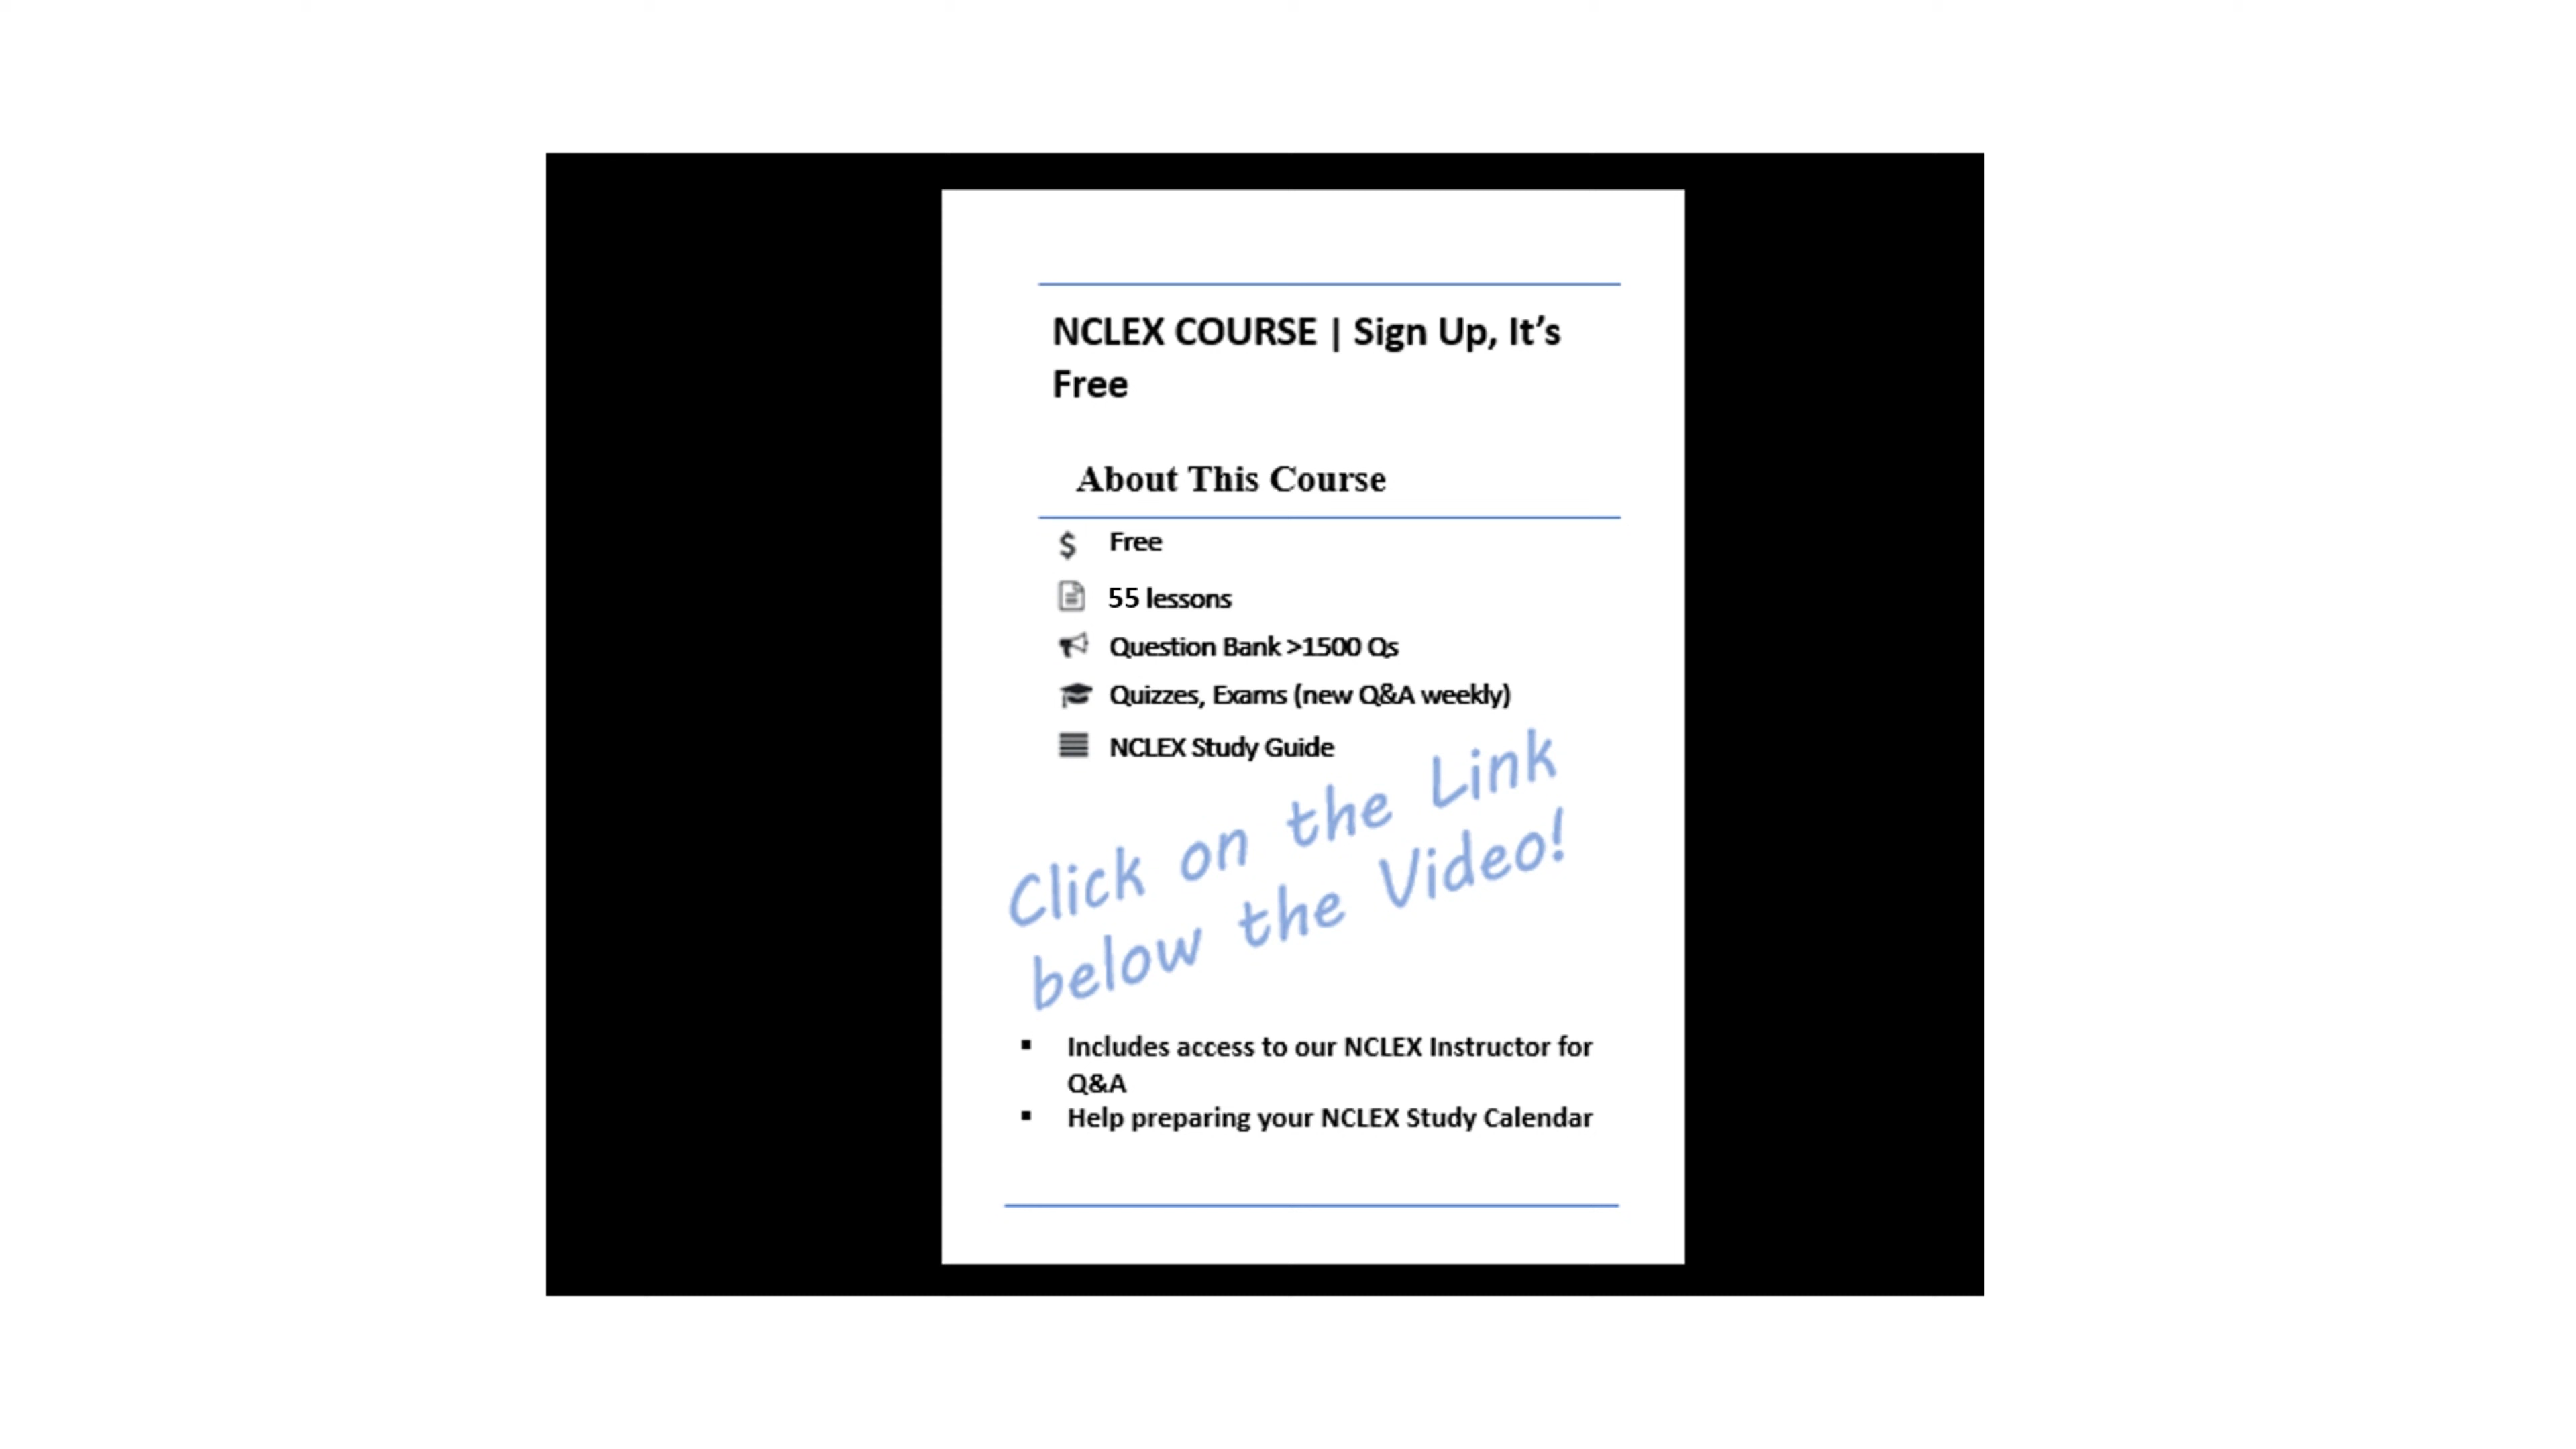 NCLEX COURSE | Sign Up, It’s
Free
About This Course
$ Free
55 lessons
Question Bank >1500 Qs
Quizzes, Exams (new Q&A weekly)
NCLEX Study Guide
Click on the Link
below the Video!
▪ Includes access to our NCLEX Instructor for
Q&A
▪ Help preparing your NCLEX Study Calendar